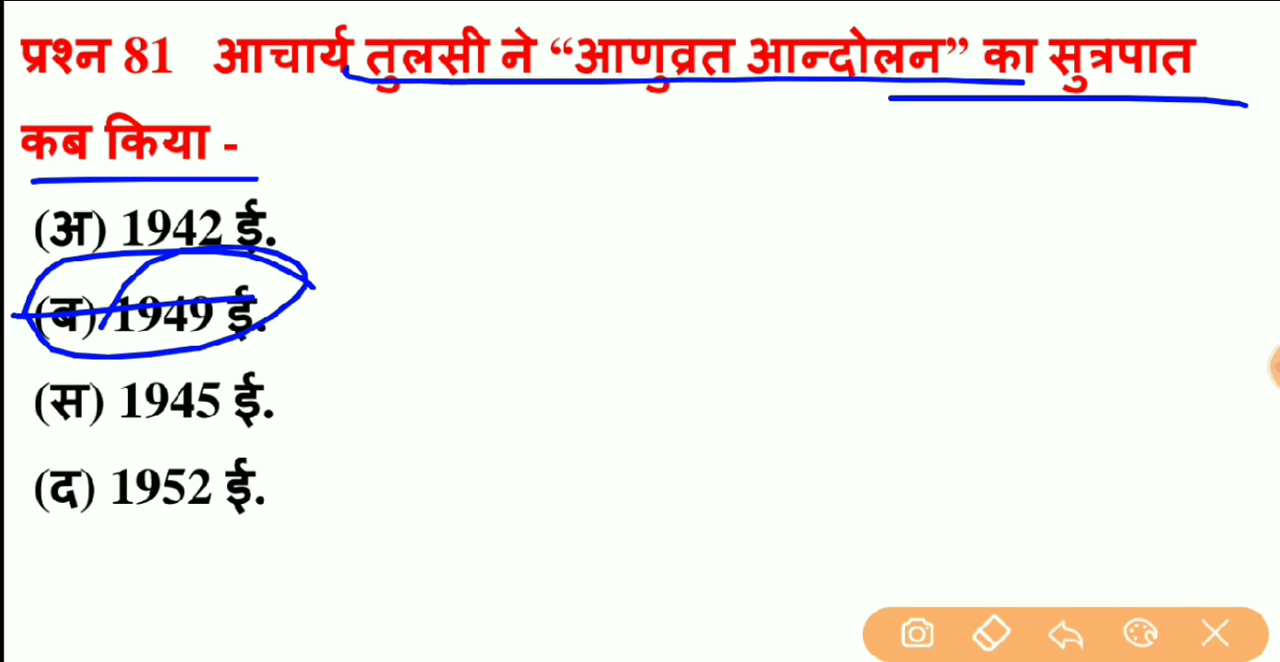 प्रश्न 81 आचार्य तुलसी ने “आणुव्रत आन्दोलन” का सुत्रपात
कब किया -
(अ) 1942 ई.
(ब) 1949 ई.
(स) 1945 ई.
(द) 1952 ई.